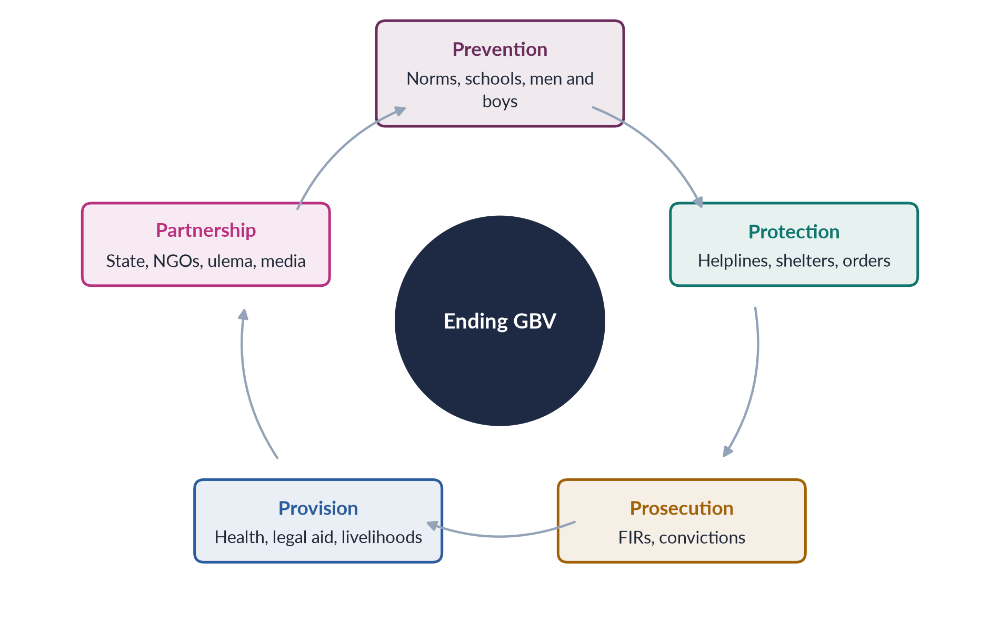 Prevention
Norms, schools, men and
boys
Partnership
State, NGOs, ulema, media
Protection
Helplines, shelters, orders
Ending GBV
Provision
Health, legal aid, livelihoods
Prosecution
FIRs, convictions